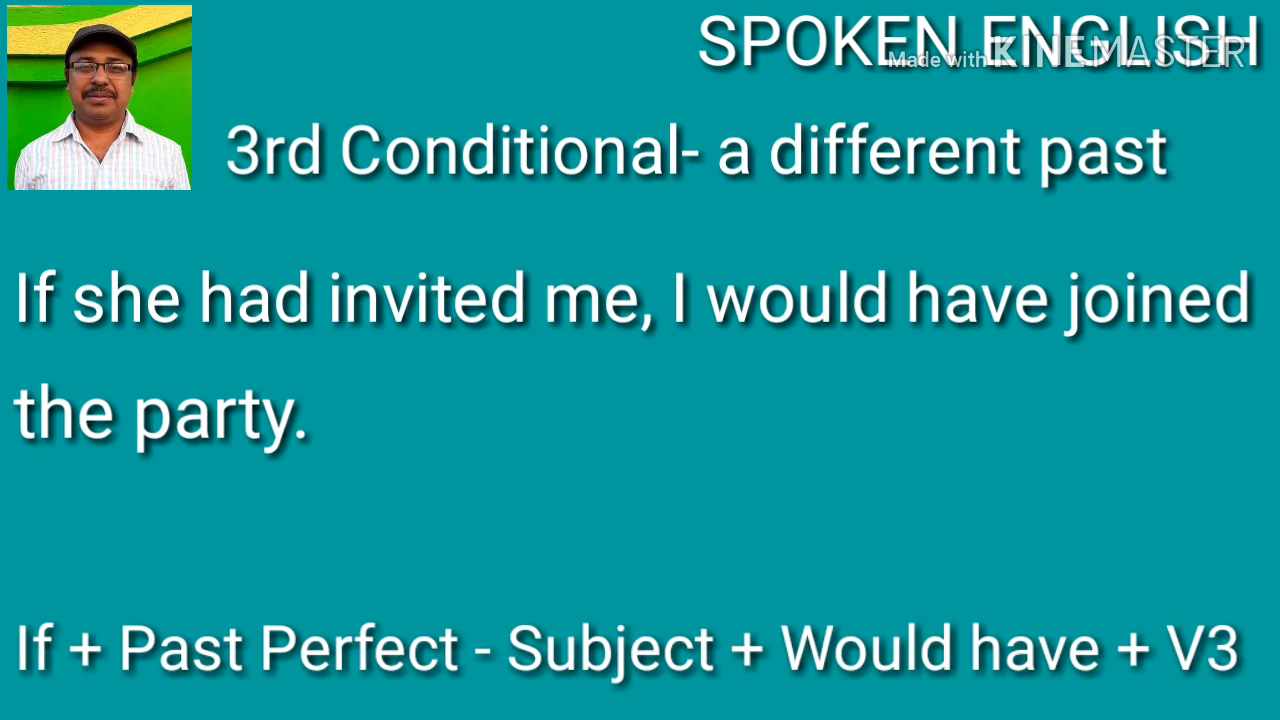 SPOKEN ENGLISH
Made with KINEMASTER
3rd Conditional- a different past
If she had invited me, I would have joined
the party.
If + Past Perfect - Subject + Would have + V3